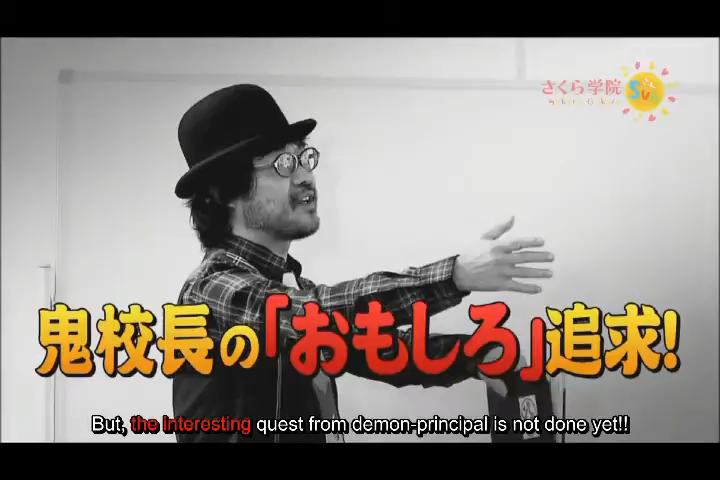 さくら学院
SUN
鬼校長の「おもしろ」追求!
But, the Interesting quest from demon-principal is not done yet!!